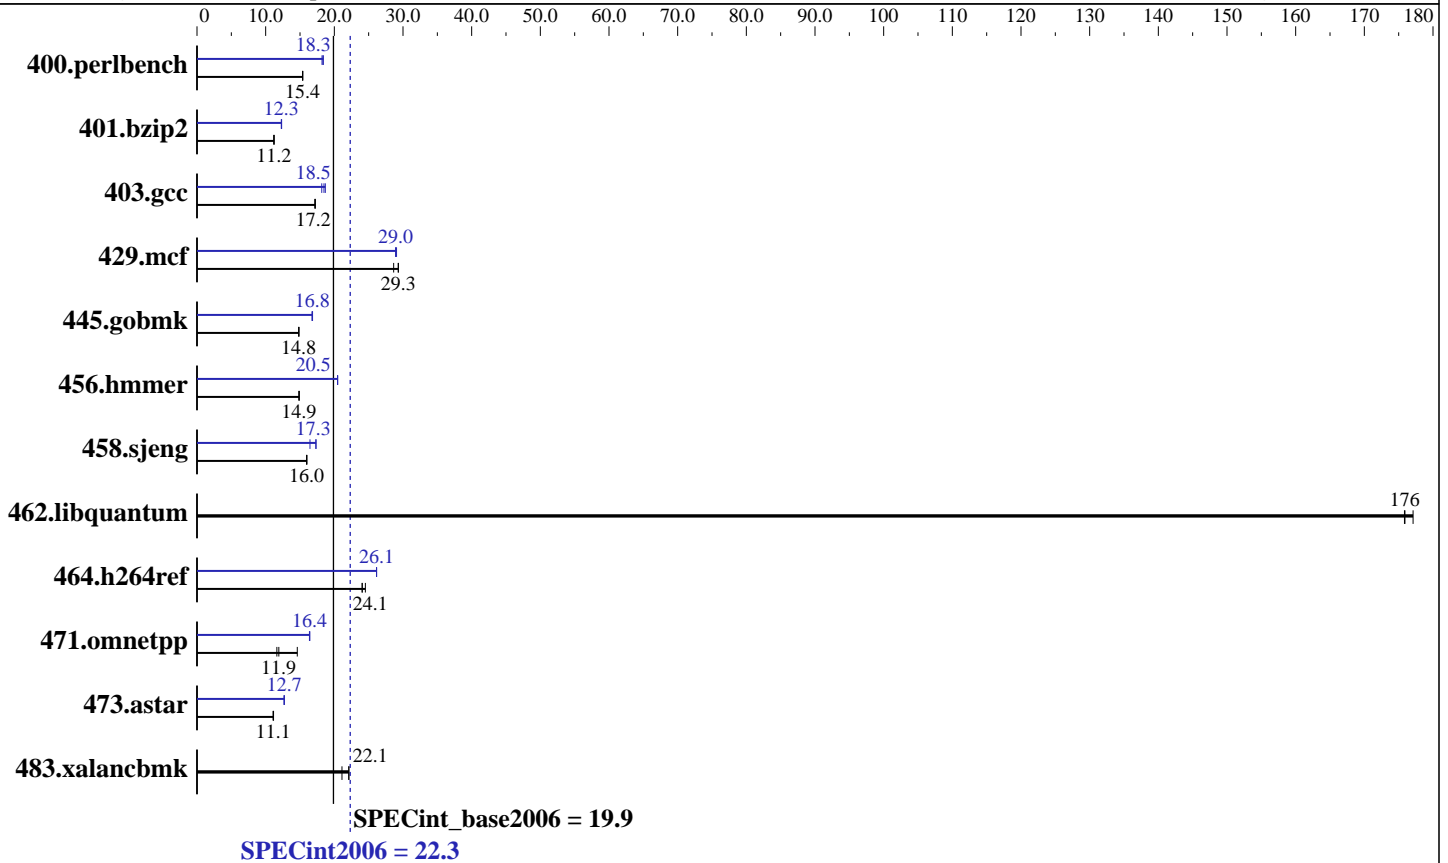 0 10.0 20.0 30.0 40.0 50.0 60.0 70.0 80.0 90.0 100 110 120 130 140 150 160 170 180
18.3
400.perlbench
15.4
12.3
401.bzip2
11.2
18.5
403.gcc
17.2
29.0
429.mcf
29.3
16.8
445.gobmk
14.8
20.5
456.hmmer
14.9
17.3
458.sjeng
16.0
176
462.libquantum
26.1
464.h264ref
24.1
16.4
471.omnetpp
11.9
12.7
473.astar
11.1
22.1
483.xalancbmk
SPECint_base2006 = 19.9
SPECint2006 = 22.3